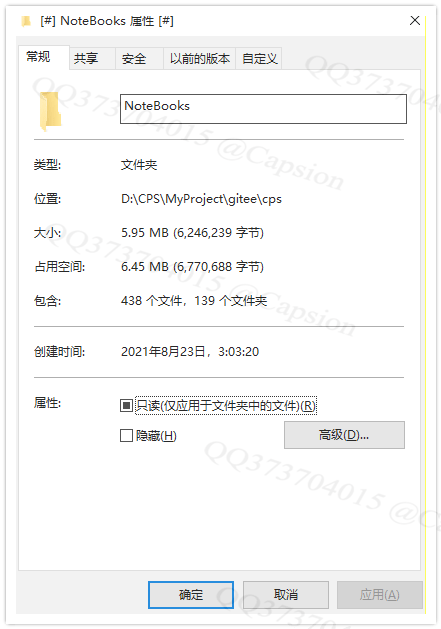 [#] NoteBooks 属性 [#]
常规 共享 安全 以前的版本 自定义
NoteBooks
类型: 文件夹
位置: D:\CPS\MyProject\gitee\cps
大小: 5.95 MB (6,246,239 字节)
占用空间: 6.45 MB (6,770,688 字节)
包含: 438 个文件，139 个文件夹
创建时间: 2021年8月23日，3:03:20
属性: 只读(仅应用于文件夹中的文件)(R)
隐藏(H) 高级(D)...
确定 取消 应用(A)
QQ373704015 @Capsion
QQ373704015 @Capsion
QQ373704015 @Capsion